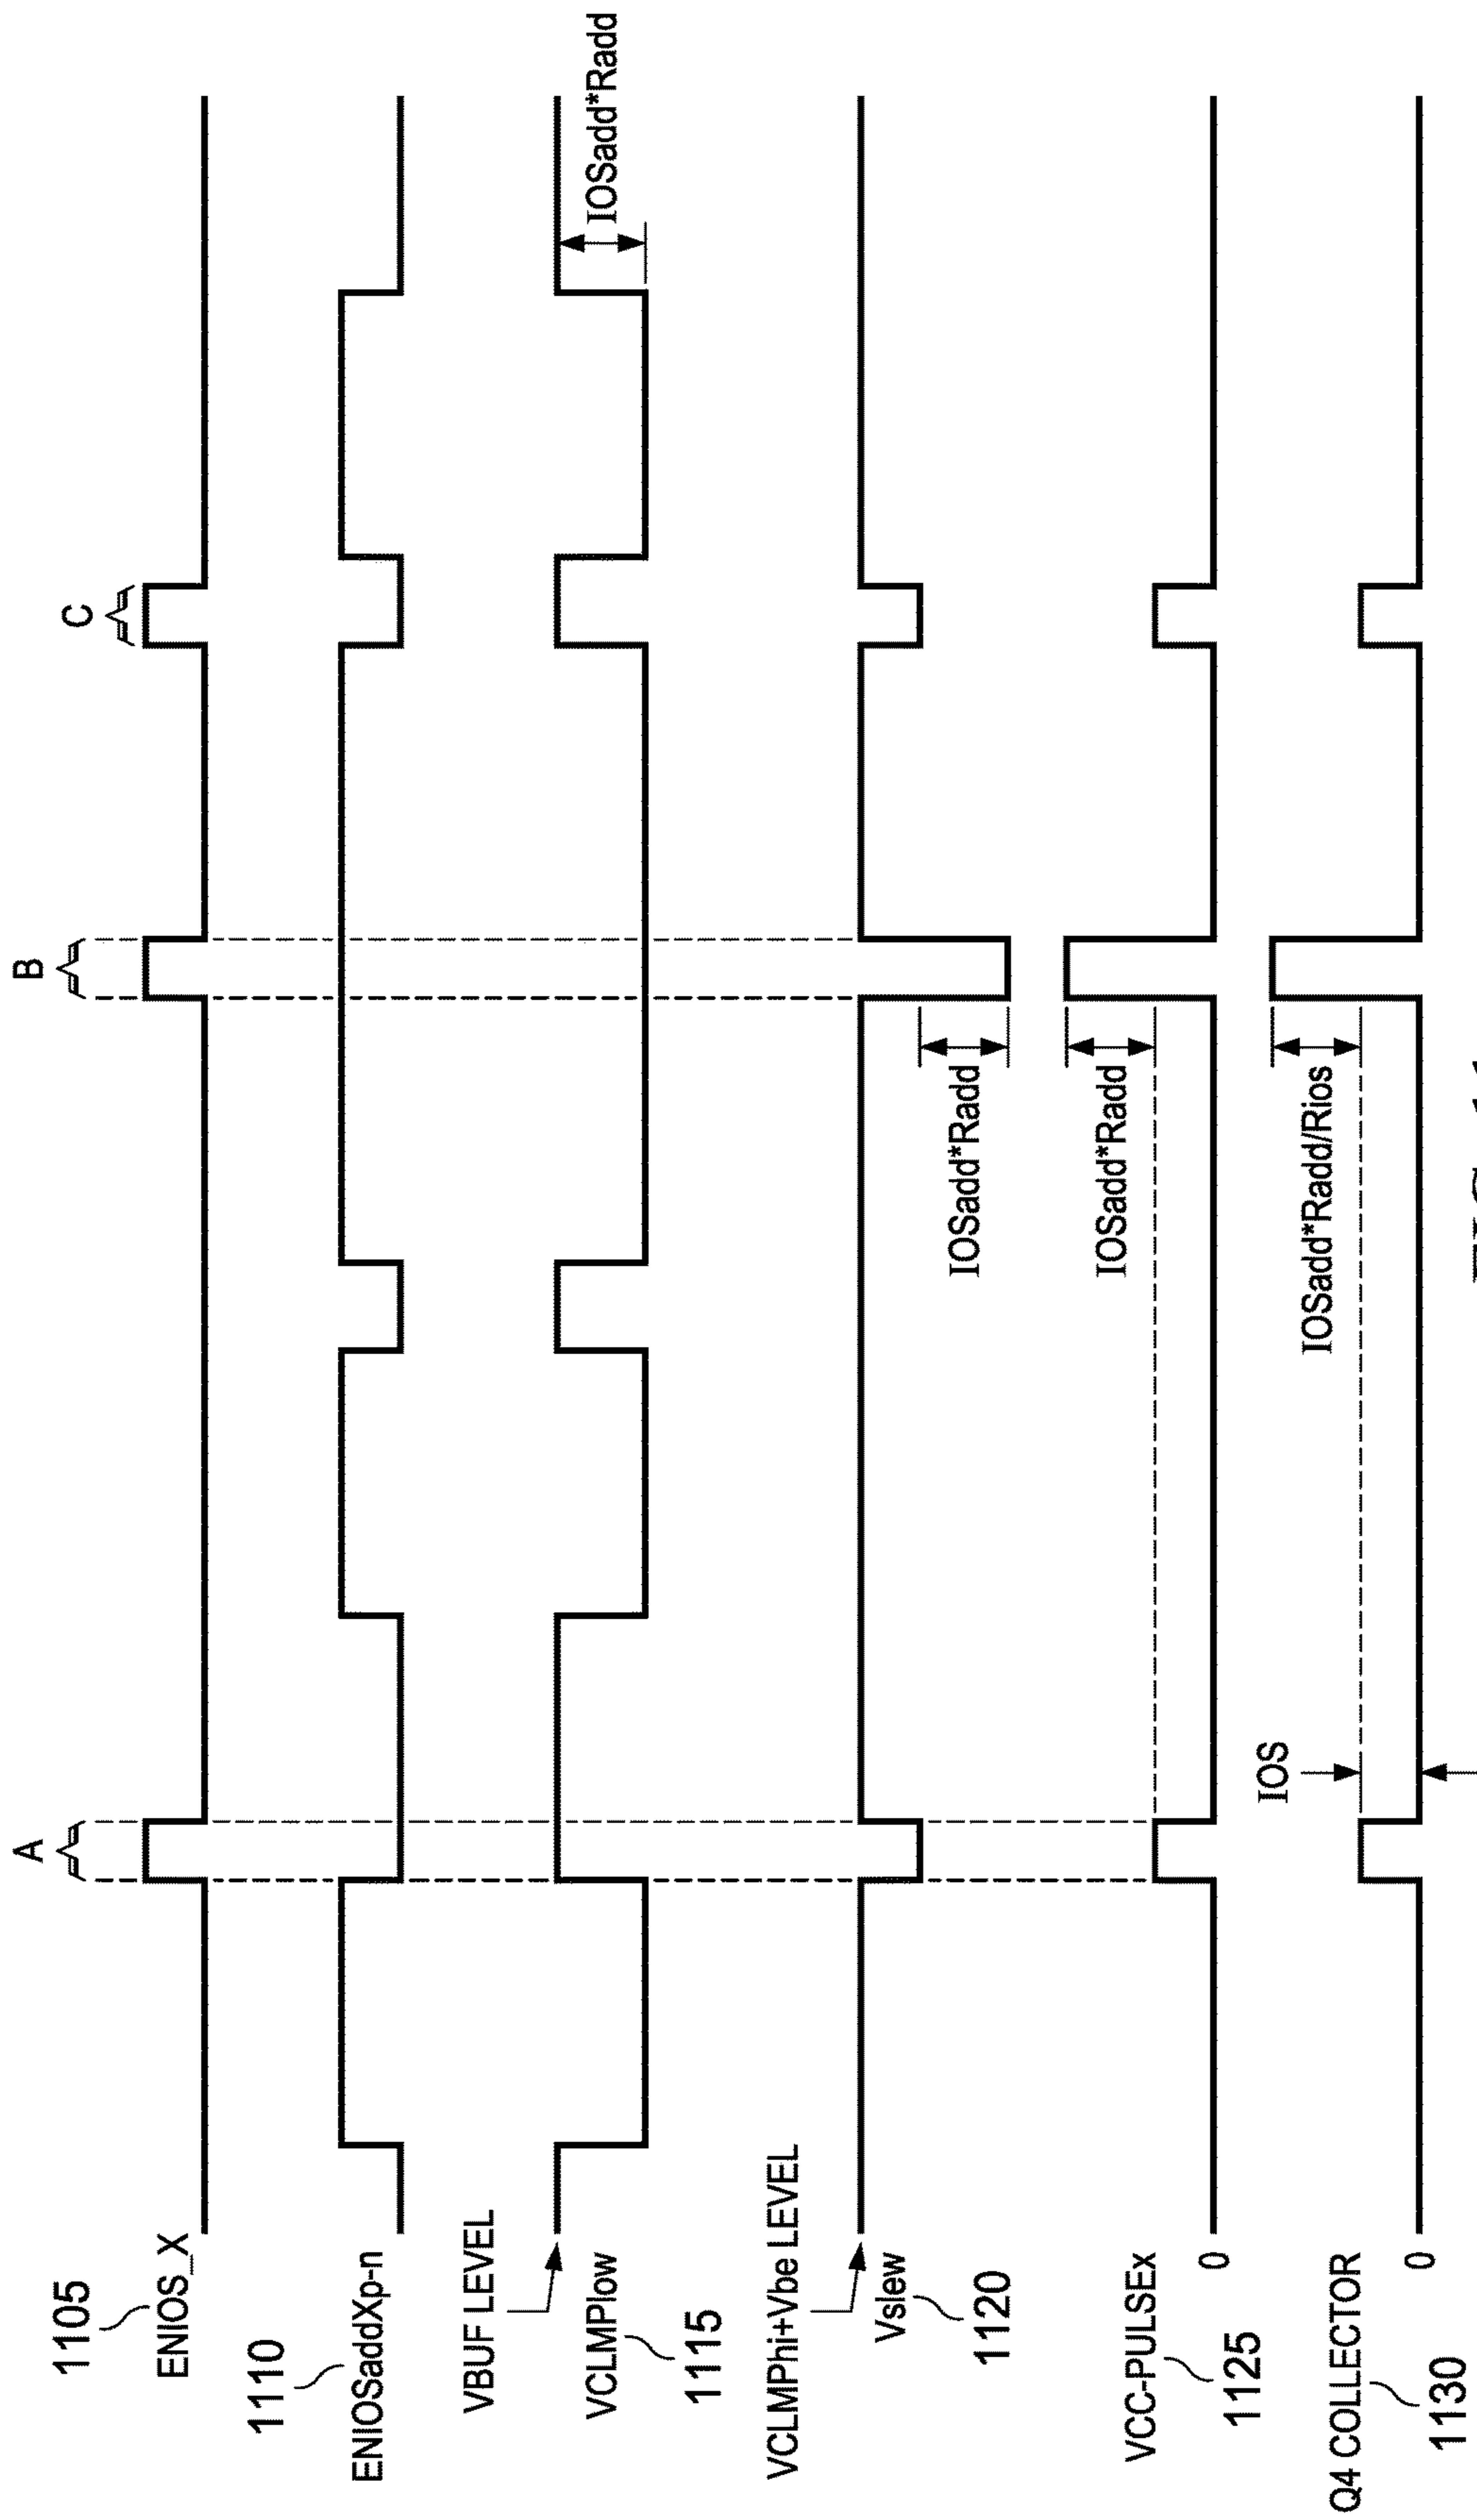 A
B
C
1105
ENIOS_X
1110
ENIOSaddXp-n
VBUF LEVEL
IOSadd*Radd
VCLMPlow
1115
VCLMPhi+Vbe LEVEL
Vslew
1120
IOSadd*Radd
IOSadd*Radd
VCC-PULSEx
0
1125
IOSadd*Radd/Rios
IOS
Q4 COLLECTOR
0
1130